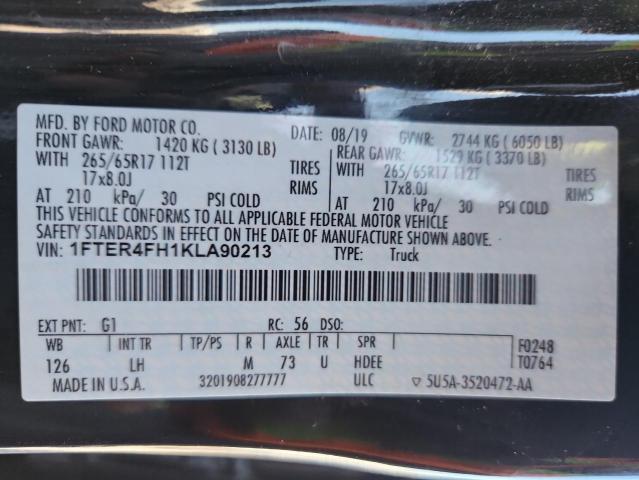 MFD. BY FORD MOTOR CO. DATE: 08/19 GVWR: 2744 KG ( 6050 LB)
FRONT GAWR: 1420 KG ( 3130 LB) REAR GAWR: 1529 KG ( 3370 LB)
WITH 265/65R17 112T TIRES WITH 265/65R17 112T TIRES
17x8.0J RIMS 17x8.0J RIMS
AT 210 kPa/ 30 PSI COLD AT 210 kPa/ 30 PSI COLD
THIS VEHICLE CONFORMS TO ALL APPLICABLE FEDERAL MOTOR VEHICLE
SAFETY STANDARDS IN EFFECT ON THE DATE OF MANUFACTURE SHOWN ABOVE.
VIN: 1FTER4FH1KLA90213 TYPE: Truck
EXT PNT: G1 RC: 56 DSO:
WB INT TR TP/PS R AXLE TR SPR F0248
126 LH M 73 U HDEE T0764
MADE IN U.S.A. 3201908277777 ULC ▽ 5U5A-3520472-AA